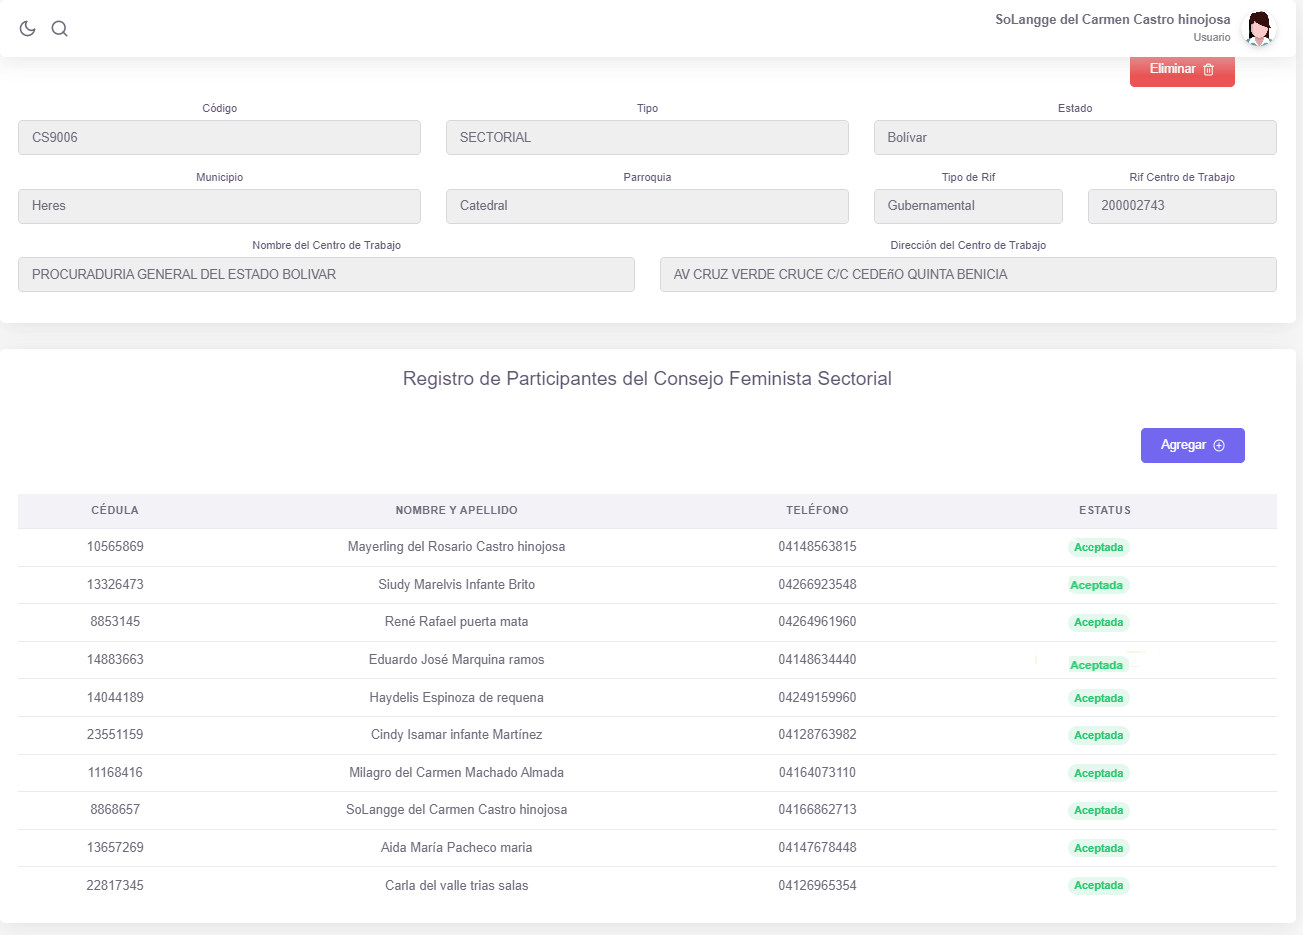 SoLangge del Carmen Castro hinojosa
Usuario
Eliminar
Código Tipo Estado
CS9006 SECTORIAL Bolívar
Municipio Parroquia Tipo de Rif Rif Centro de Trabajo
Heres Catedral Gubernamental 200002743
Nombre del Centro de Trabajo Dirección del Centro de Trabajo
PROCURADURIA GENERAL DEL ESTADO BOLIVAR AV CRUZ VERDE CRUCE C/C CEDEñO QUINTA BENICIA
Registro de Participantes del Consejo Feminista Sectorial
Agregar
CÉDULA NOMBRE Y APELLIDO TELÉFONO ESTATUS
10565869 Mayerling del Rosario Castro hinojosa 04148563815 Aceptada
13326473 Siudy Marelvis Infante Brito 04266923548 Aceptada
8853145 René Rafael puerta mata 04264961960 Aceptada
14883663 Eduardo José Marquina ramos 04148634440 Aceptada
14044189 Haydelis Espinoza de requena 04249159960 Aceptada
23551159 Cindy Isamar infante Martínez 04128763982 Aceptada
11168416 Milagro del Carmen Machado Almada 04164073110 Aceptada
8868657 SoLangge del Carmen Castro hinojosa 04166862713 Aceptada
13657269 Aida María Pacheco maria 04147678448 Aceptada
22817345 Carla del valle trias salas 04126965354 Aceptada